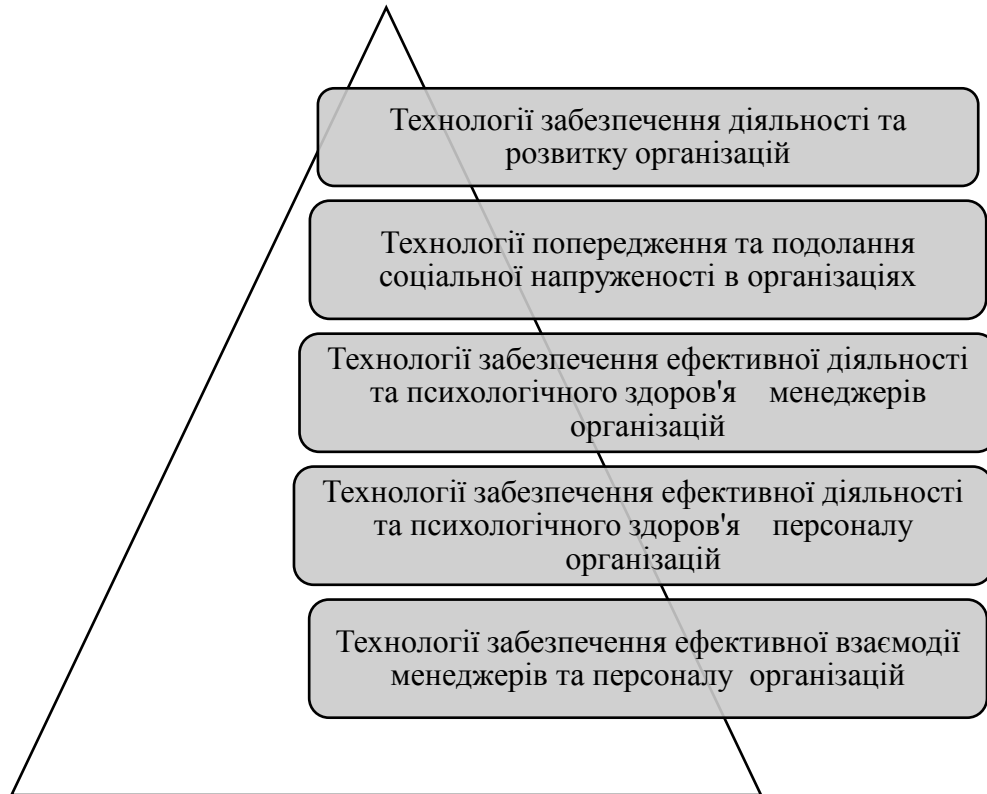 Технології забезпечення діяльності та
розвитку організацій
Технології попередження та подолання
соціальної напруженості в організаціях
Технології забезпечення ефективної діяльності
та психологічного здоров'я менеджерів
організацій
Технології забезпечення ефективної діяльності
та психологічного здоров'я персоналу
організацій
Технології забезпечення ефективної взаємодії
менеджерів та персоналу організацій